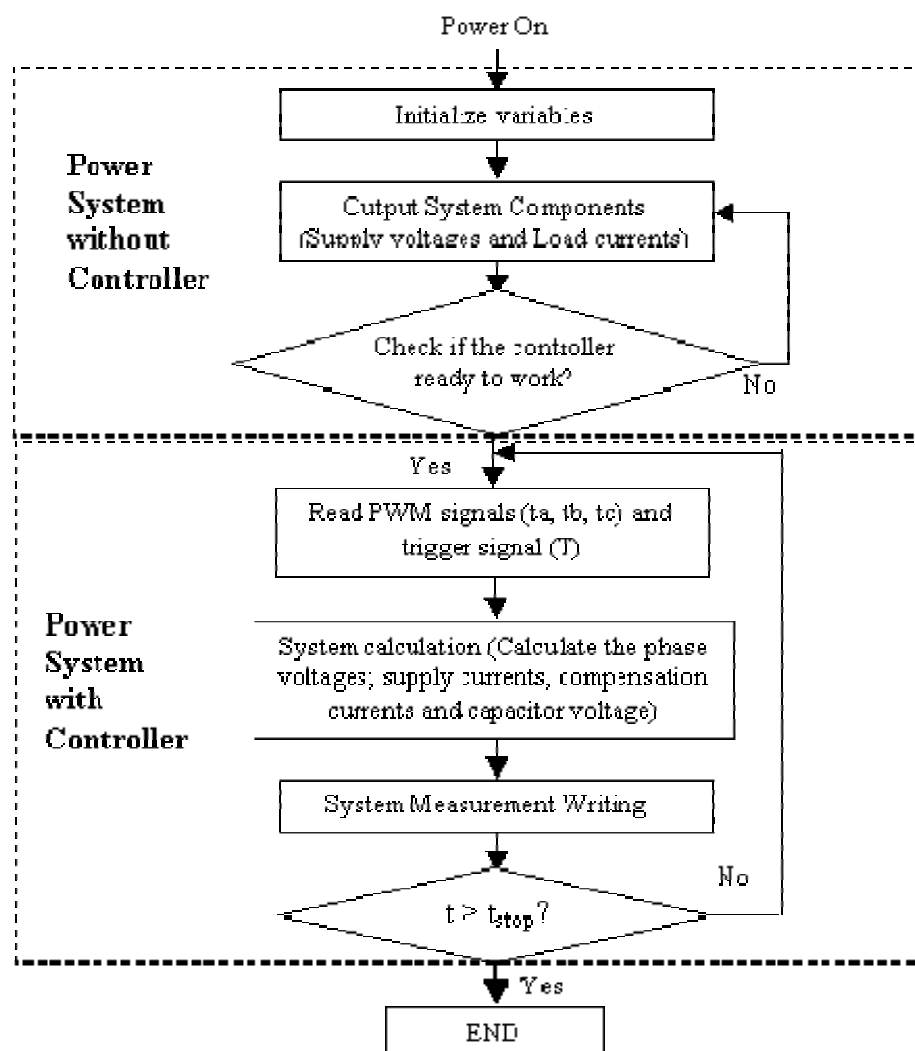 Power On
Initialize variables
Power
System
without
Controller
Output System Components
(Supply voltages and Load currents)
Check if the controller
ready to work?
No
Yes
Read PWM signals (ta, tb, tc) and
trigger signal (T)
Power
System
with
Controller
System calculation (Calculate the phase
voltages; supply currents, compensation
currents and capacitor voltage)
System Measurement Writing
No
t > tstop?
Yes
END